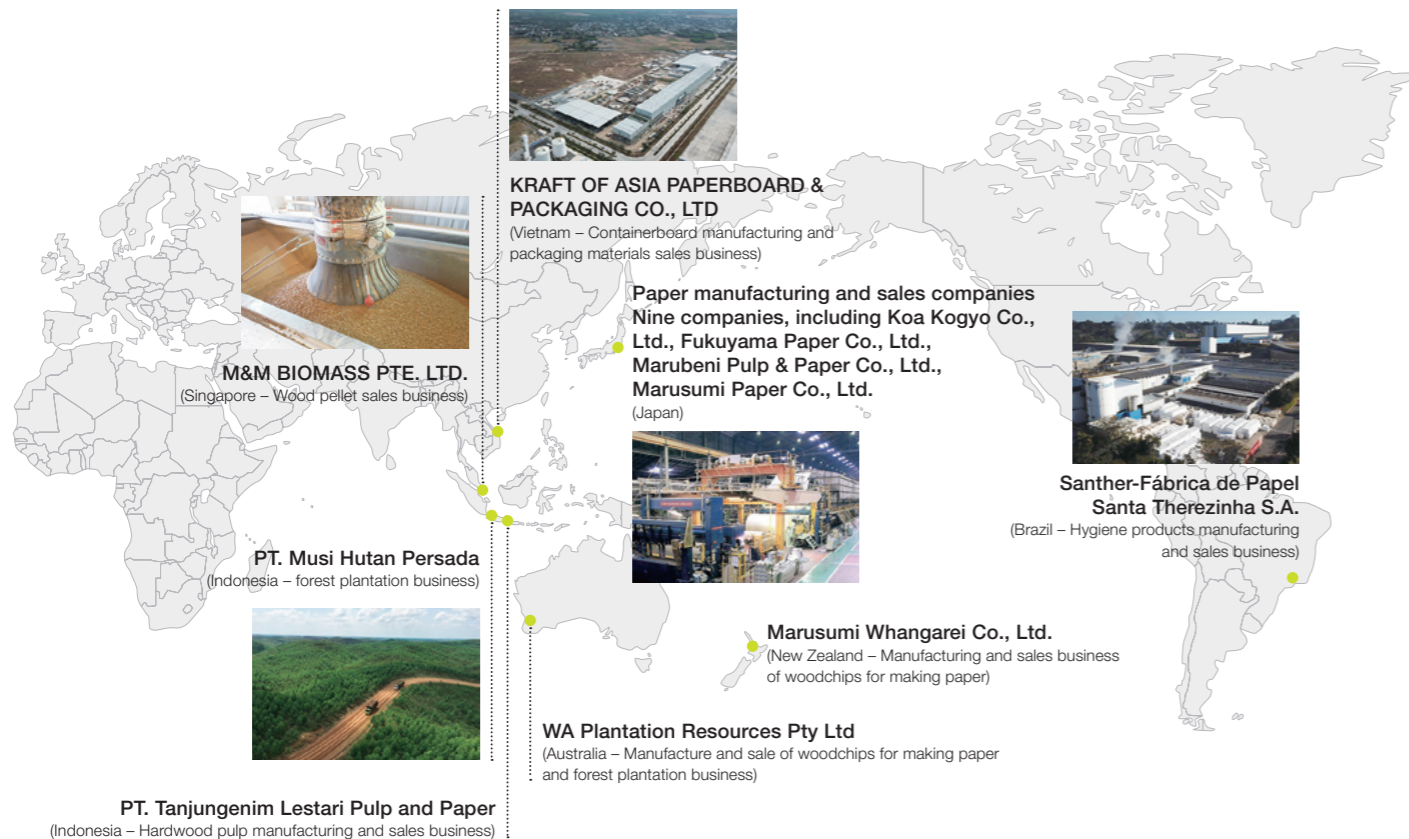 KRAFT OF ASIA PAPERBOARD &
PACKAGING CO., LTD
(Vietnam – Containerboard manufacturing and
packaging materials sales business)
M&M BIOMASS PTE. LTD.
(Singapore – Wood pellet sales business)
Paper manufacturing and sales companies
Nine companies, including Koa Kogyo Co.,
Ltd., Fukuyama Paper Co., Ltd.,
Marubeni Pulp & Paper Co., Ltd.,
Marusumi Paper Co., Ltd.
(Japan)
Santher-Fábrica de Papel
Santa Therezinha S.A.
(Brazil – Hygiene products manufacturing
and sales business)
PT. Musi Hutan Persada
(Indonesia – forest plantation business)
Marusumi Whangarei Co., Ltd.
(New Zealand – Manufacturing and sales business
of woodchips for making paper)
WA Plantation Resources Pty Ltd
(Australia – Manufacture and sale of woodchips for making paper
and forest plantation business)
PT. Tanjungenim Lestari Pulp and Paper
(Indonesia – Hardwood pulp manufacturing and sales business)